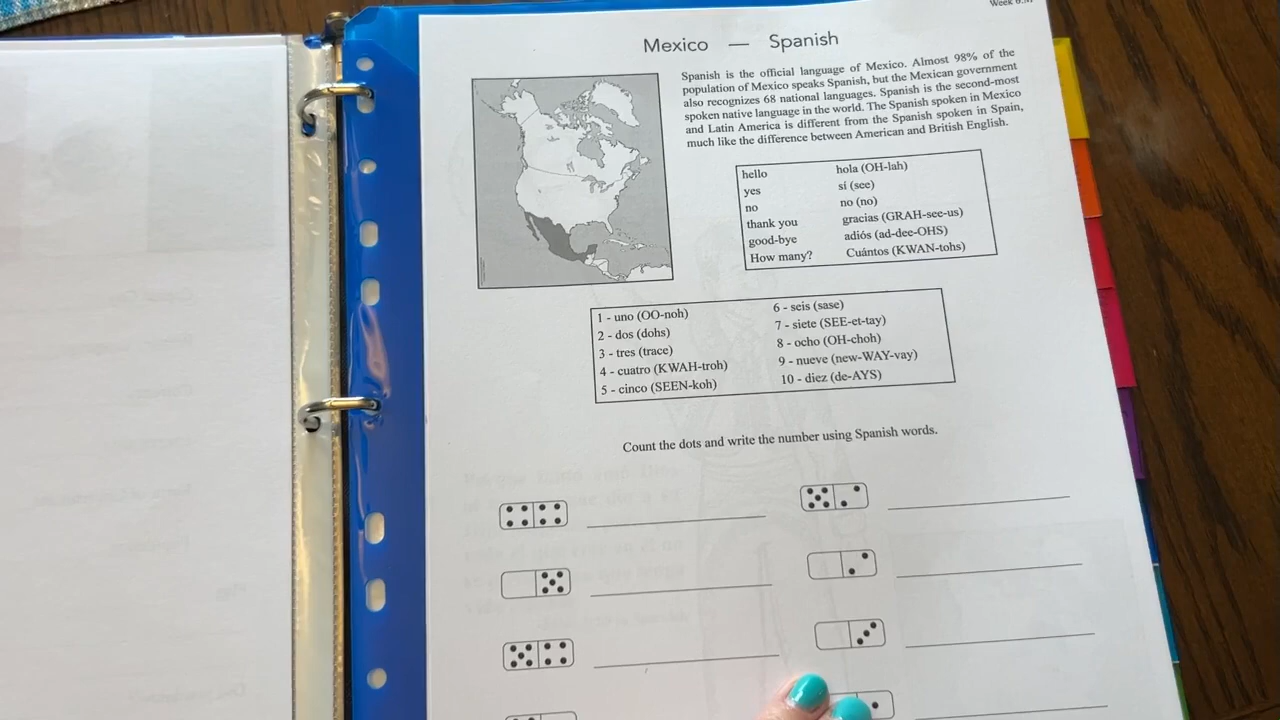 Mexico — Spanish
Spanish is the official language of Mexico. Almost 98% of the
population of Mexico speaks Spanish, but the Mexican government
also recognizes 68 national languages. Spanish is the second-most
spoken native language in the world. The Spanish spoken in Mexico
and Latin America is different from the Spanish spoken in Spain,
much like the difference between American and British English.
hello hola (OH-lah)
yes sí (see)
no no (no)
thank you gracias (GRAH-see-us)
good-bye adiós (ad-dee-OHS)
How many? Cuántos (KWAN-tohs)
1 - uno (OO-noh) 6 - seis (sase)
2 - dos (dohs) 7 - siete (SEE-et-tay)
3 - tres (trace) 8 - ocho (OH-choh)
4 - cuatro (KWAH-troh) 9 - nueve (new-WAY-vay)
5 - cinco (SEEN-koh) 10 - diez (de-AYS)
Count the dots and write the number using Spanish words.